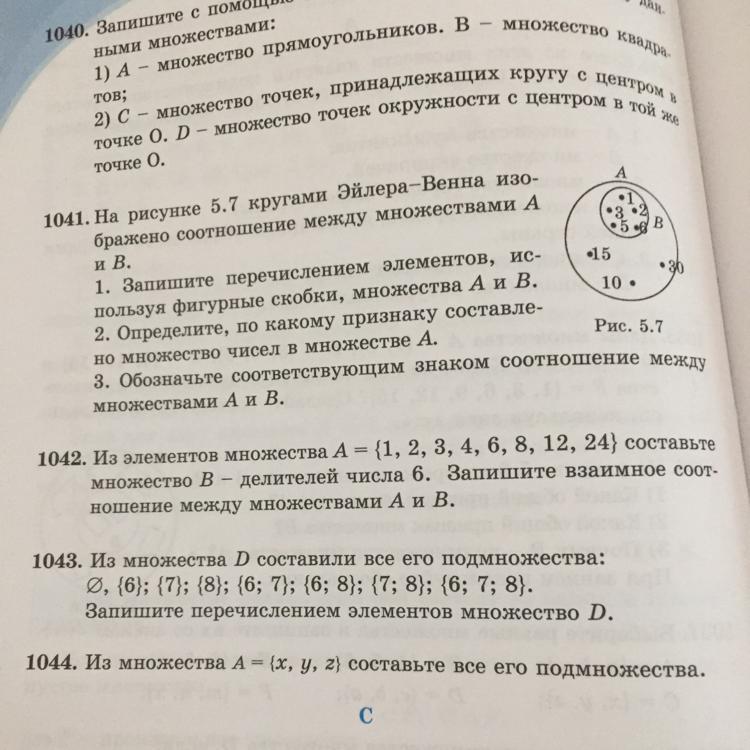 1040. Запишите с помощью
ными множествами:
1) A – множество прямоугольников. B – множество квадра-
тов;
2) C – множество точек, принадлежащих кругу с центром в
точке O. D – множество точек окружности с центром в той же
точке O.
1041. На рисунке 5.7 кругами Эйлера–Венна изо-
бражено соотношение между множествами A
и B.
1. Запишите перечислением элементов, ис-
пользуя фигурные скобки, множества A и B.
2. Определите, по какому признаку составле-
но множество чисел в множестве A.
3. Обозначьте соответствующим знаком соотношение между
множествами A и B.
A
1
3 2
B
5 6
15
30
10
Рис. 5.7
1042. Из элементов множества A = {1, 2, 3, 4, 6, 8, 12, 24} составьте
множество B – делителей числа 6. Запишите взаимное соот-
ношение между множествами A и B.
1043. Из множества D составили все его подмножества:
∅, {6}; {7}; {8}; {6; 7}; {6; 8}; {7; 8}; {6; 7; 8}.
Запишите перечислением элементов множество D.
1044. Из множества A = {x, y, z} составьте все его подмножества.
C